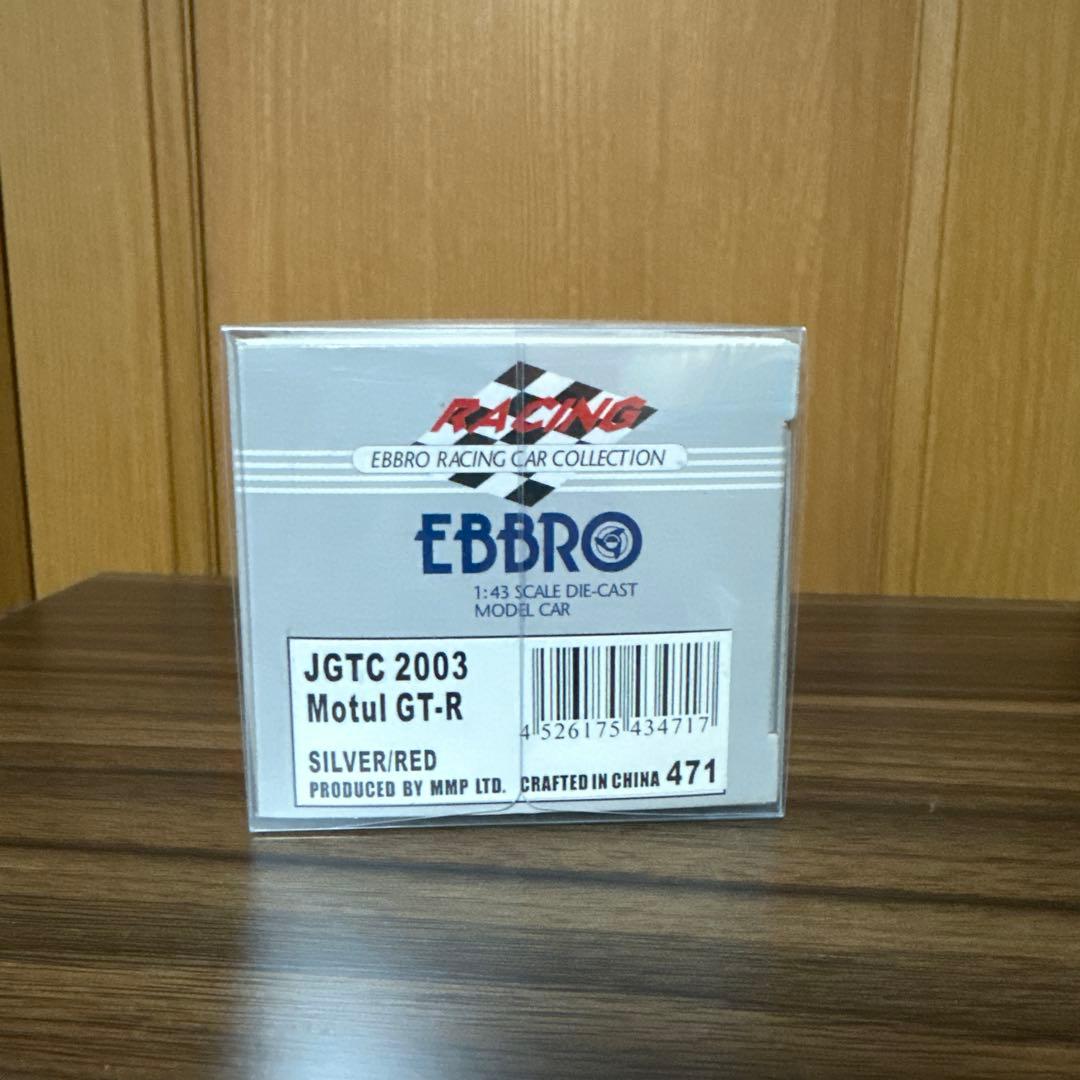 RACING
EBBRO RACING CAR COLLECTION
EBBRO
1:43 SCALE DIE-CAST
MODEL CAR
JGTC 2003
Motul GT-R
SILVER/RED
PRODUCED BY MMP LTD.
4 526175 434717
CRAFTED IN CHINA 471